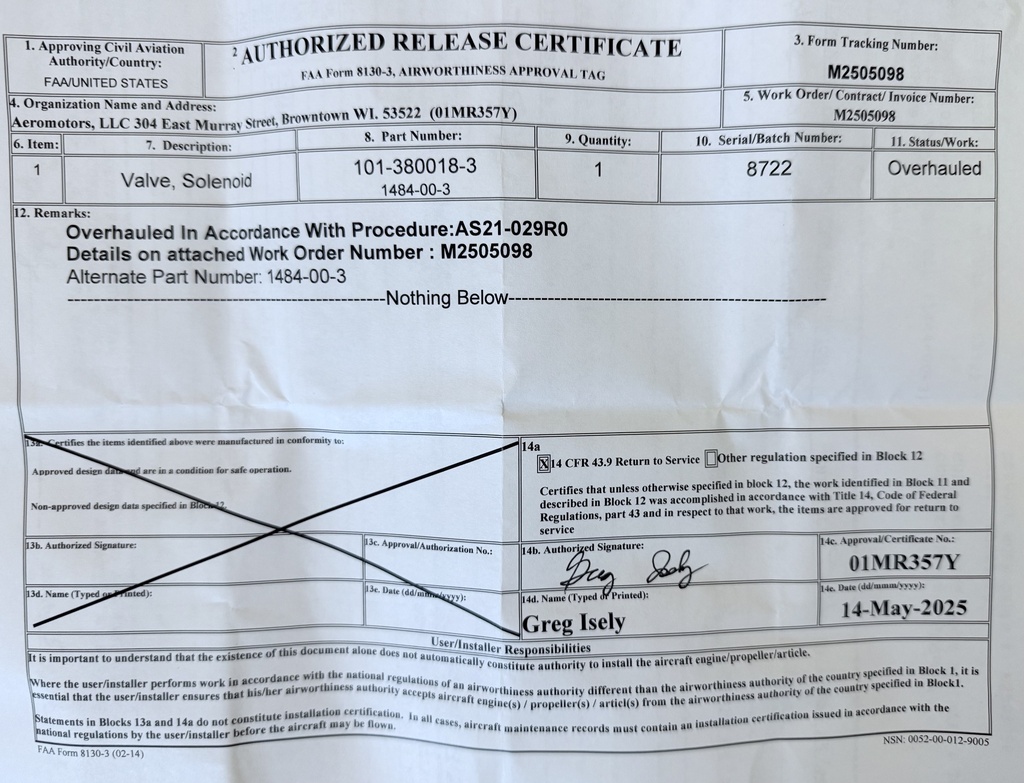 1. Approving Civil Aviation Authority/Country:
FAA/UNITED STATES
2 AUTHORIZED RELEASE CERTIFICATE
FAA Form 8130-3, AIRWORTHINESS APPROVAL TAG
3. Form Tracking Number:
M2505098
4. Organization Name and Address:
Aeromotors, LLC 304 East Murray Street, Browntown WI. 53522 (01MR357Y)
5. Work Order/ Contract/ Invoice Number:
M2505098
6. Item:
1
7. Description:
Valve, Solenoid
8. Part Number:
101-380018-3
1484-00-3
9. Quantity:
1
10. Serial/Batch Number:
8722
11. Status/Work:
Overhauled
12. Remarks:
Overhauled In Accordance With Procedure:AS21-029R0
Details on attached Work Order Number : M2505098
Alternate Part Number: 1484-00-3
-----------------------------------------------Nothing Below-----------------------------------------------
13a. Certifies the items identified above were manufactured in conformity to:
Approved design data and are in a condition for safe operation.
Non-approved design data specified in Block 12.
13b. Authorized Signature:
13c. Approval/Authorization No.:
13d. Name (Typed or Printed):
13e. Date (dd/mmm/yyyy):
14a
X 14 CFR 43.9 Return to Service Other regulation specified in Block 12
Certifies that unless otherwise specified in block 12, the work identified in Block 11 and
described in Block 12 was accomplished in accordance with Title 14, Code of Federal
Regulations, part 43 and in respect to that work, the items are approved for return to
service
14b. Authorized Signature:
Greg Isely
14c. Approval/Certificate No.:
01MR357Y
14d. Name (Typed or Printed):
Greg Isely
14e. Date (dd/mmm/yyyy):
14-May-2025
User/Installer Responsibilities
It is important to understand that the existence of this document alone does not automatically constitute authority to install the aircraft engine/propeller/article.
Where the user/installer performs work in accordance with the national regulations of an airworthiness authority different than the airworthiness authority of the country specified in Block 1, it is
essential that the user/installer ensures that his/her airworthiness authority accepts aircraft engine(s) / propeller(s) / articl(s) from the airworthiness authority of the country specified in Block1.
Statements in Blocks 13a and 14a do not constitute installation certification. In all cases, aircraft maintenance records must contain an installation certification issued in accordance with the
national regulations by the user/installer before the aircraft may be flown.
FAA Form 8130-3 (02-14)
NSN: 0052-00-012-9005